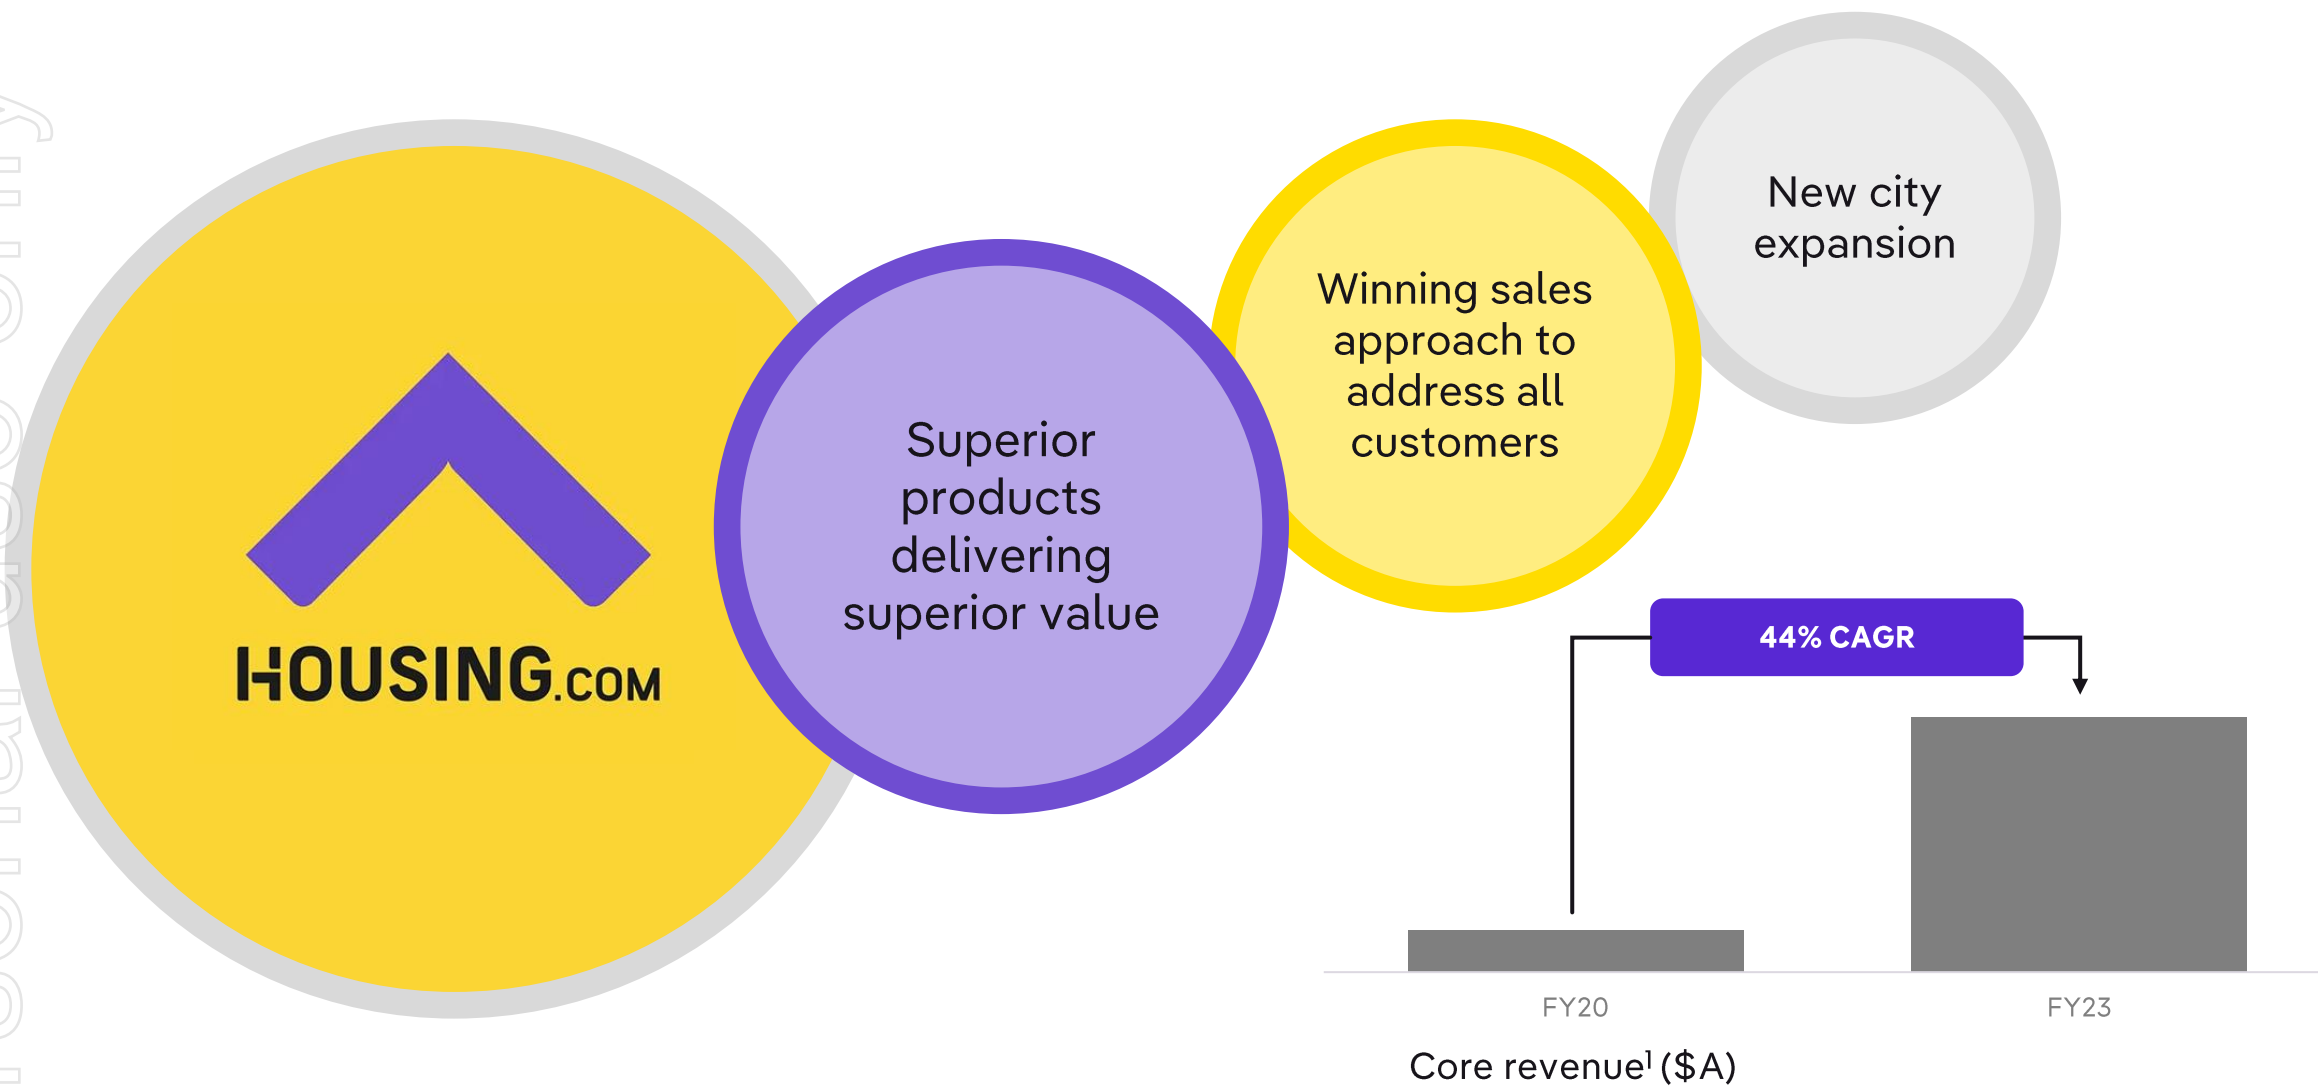 HOUSING.COM
Superior
products
delivering
superior value
Winning sales
approach to
address all
customers
New city
expansion
44% CAGR
FY20
FY23
Core revenue¹ ($A)